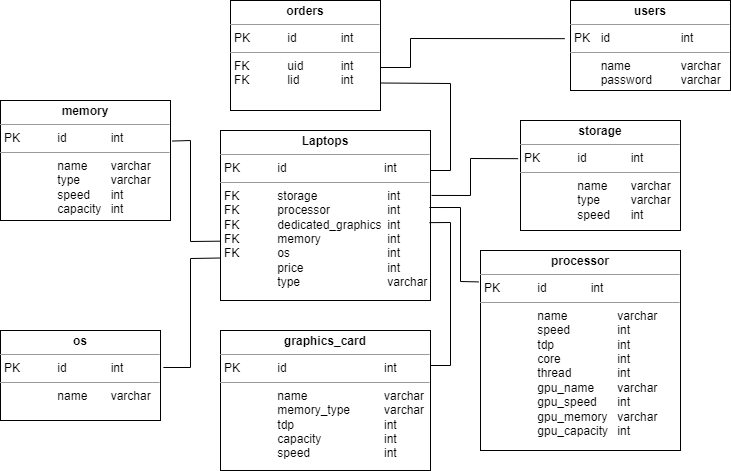 orders
PK id int
FK uid int
FK lid int
users
PK id int
name varchar
password varchar
memory
PK id int
name varchar
type varchar
speed int
capacity int
Laptops
PK id int
FK storage int
FK processor int
FK dedicated_graphics int
FK memory int
FK os int
price int
type varchar
storage
PK id int
name varchar
type varchar
speed int
processor
PK id int
name varchar
speed int
tdp int
core int
thread int
gpu_name varchar
gpu_speed int
gpu_memory varchar
gpu_capacity int
os
PK id int
name varchar
graphics_card
PK id int
name varchar
memory_type varchar
tdp int
capacity int
speed int